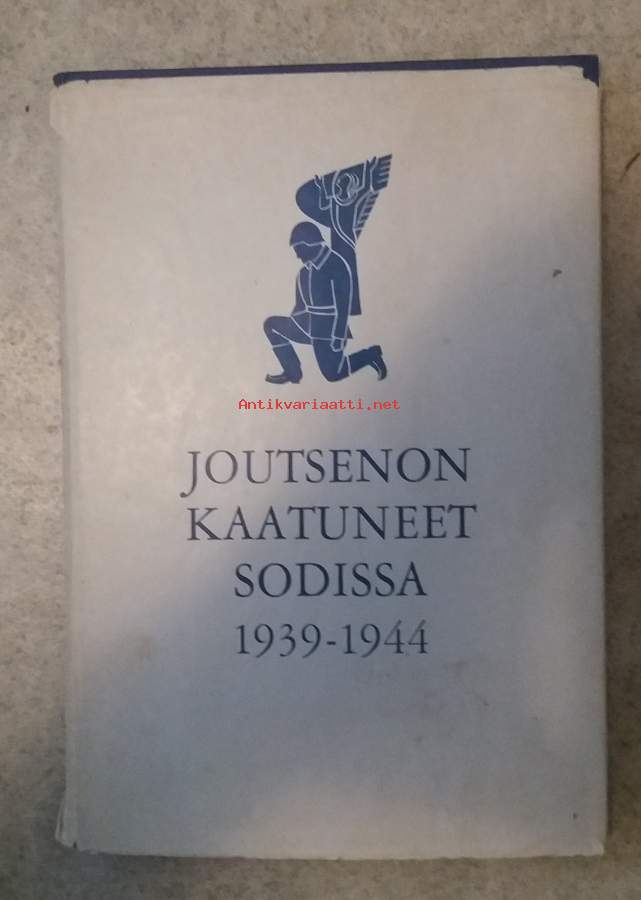 Antikvariaatti.net
JOUTSENON
KAATUNEET
SODISSA
1939-1944